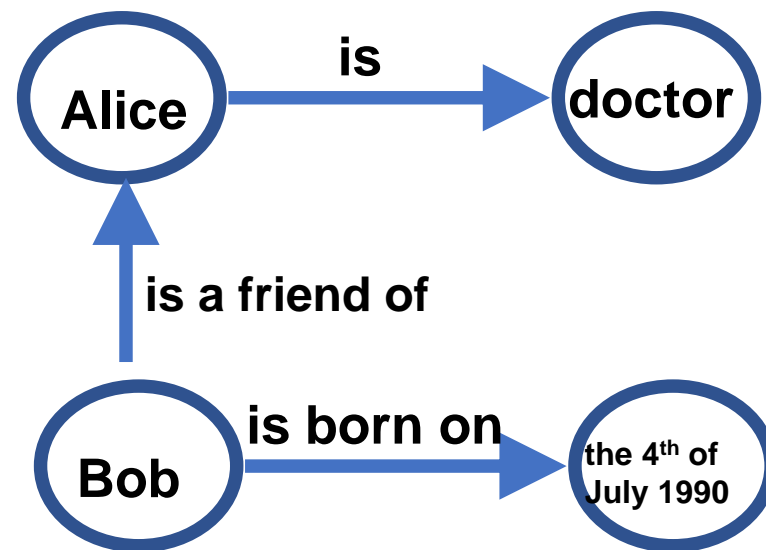 is
Alice
doctor
is a friend of
is born on
Bob
the 4th of
July 1990